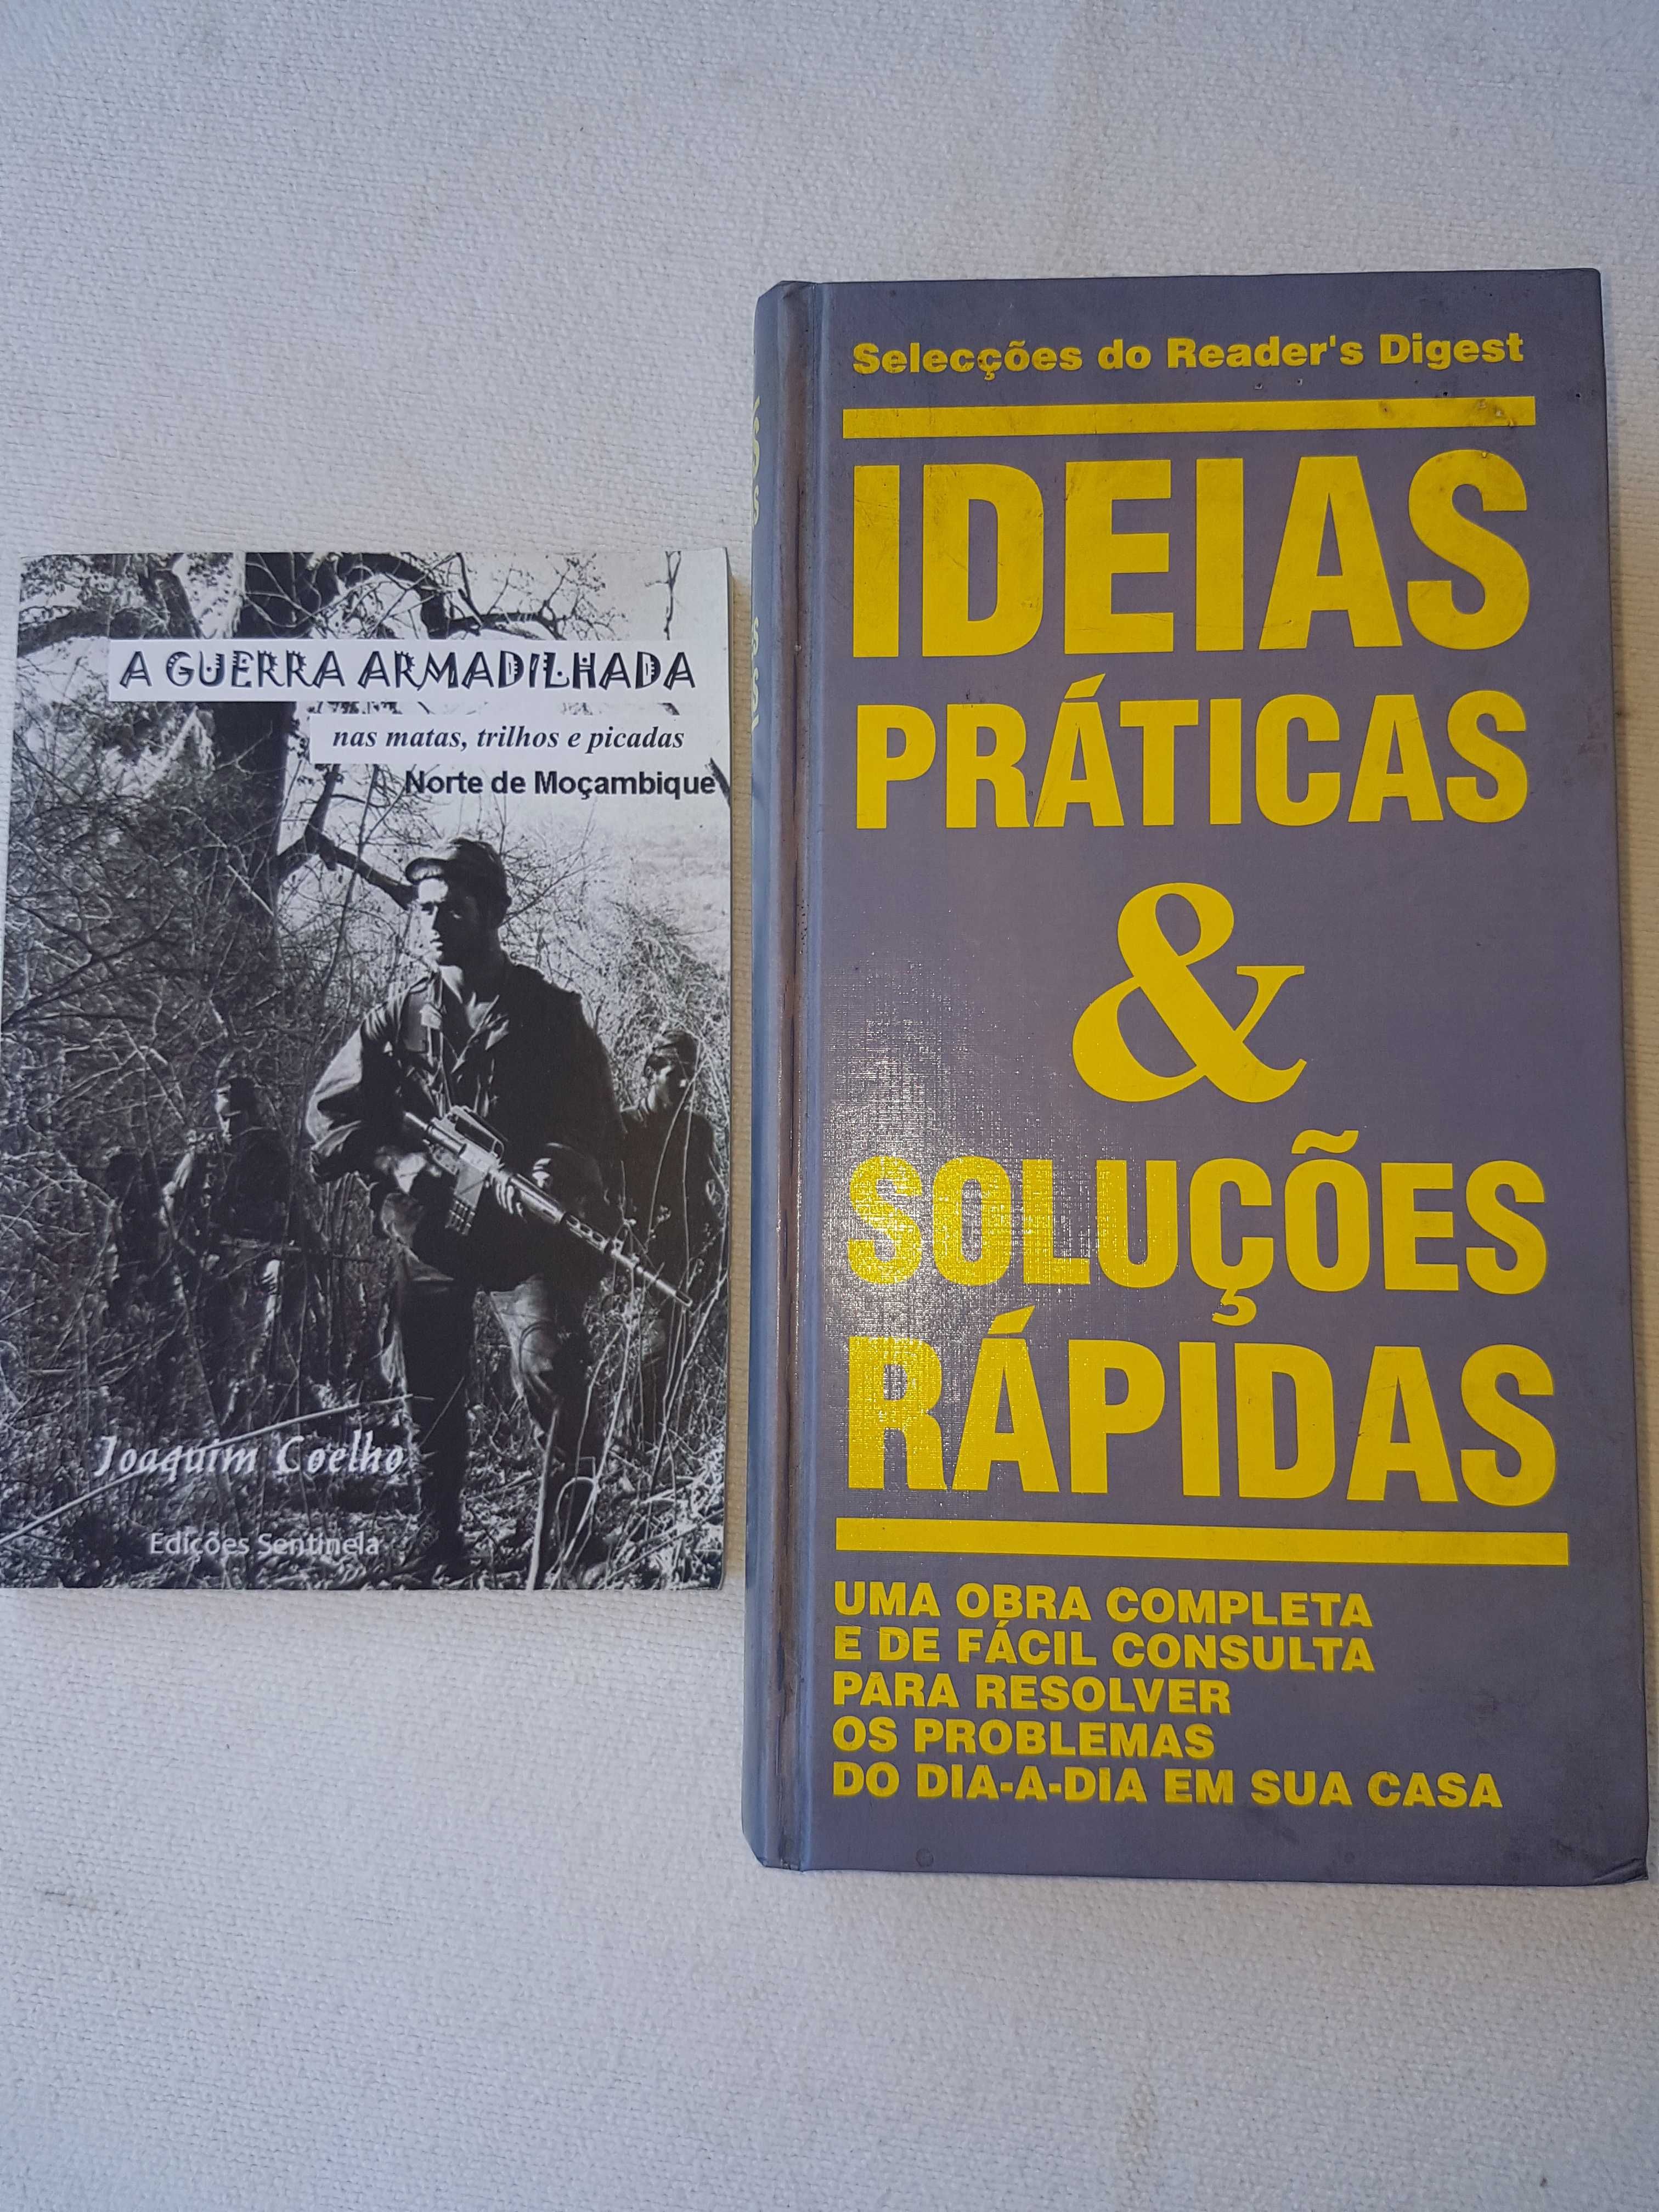 A GUERRA ARMADILHADA
nas matas, trilhos e picadas
Norte de Moçambique
Joaquim Coelho
Edições Sentinela
Selecções do Reader's Digest
IDEIAS
PRÁTICAS
&
SOLUÇÕES
RÁPIDAS
UMA OBRA COMPLETA
E DE FÁCIL CONSULTA
PARA RESOLVER
OS PROBLEMAS
DO DIA-A-DIA EM SUA CASA